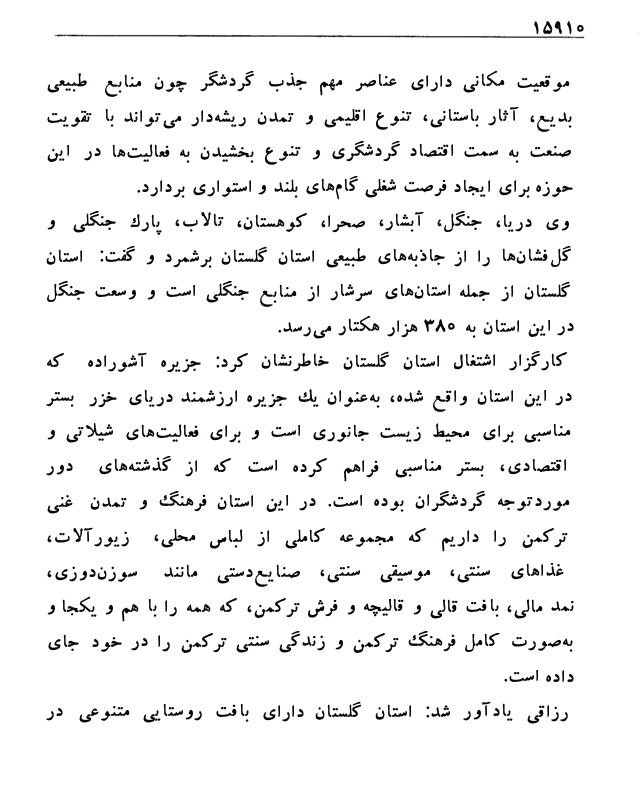 ۱۵۹۱۰
موقعیت مکانی دارای عناصر مهم جذب گردشگر چون منابع طبیعی
بدیع، آثار باستانی، تنوع اقلیمی و تمدن ریشه‌دار می‌تواند با تقویت
صنعت به سمت اقتصاد گردشگری و تنوع بخشیدن به فعالیت‌ها در این
حوزه برای ایجاد فرصت شغلی گام‌های بلند و استواری بردارد.
وی دریا، جنگل، آبشار، صحرا، کوهستان، تالاب، پارك جنگلی و
گل‌فشان‌ها را از جاذبه‌های طبیعی استان گلستان برشمرد و گفت: استان
گلستان از جمله استان‌های سرشار از منابع جنگلی است و وسعت جنگل
در این استان به ۳۸۰ هزار هکتار می‌رسد.
کارگزار اشتغال استان گلستان خاطرنشان کرد: جزیره آشوراده که
در این استان واقع شده، به‌عنوان يك جزیره ارزشمند دریای خزر بستر
مناسبی برای محیط زیست جانوری است و برای فعالیت‌های شیلاتی و
اقتصادی، بستر مناسبی فراهم کرده است که از گذشته‌های دور
موردتوجه گردشگران بوده است. در این استان فرهنگ و تمدن غنی
ترکمن را داریم که مجموعه کاملی از لباس محلی، زیورآلات،
غذاهای سنتی، موسیقی سنتی، صنایع‌دستی مانند سوزن‌دوزی،
نمد مالی، بافت قالی و قالیچه و فرش ترکمن، که همه را با هم و یکجا و
به‌صورت کامل فرهنگ ترکمن و زندگی سنتی ترکمن را در خود جای
داده است.
رزاقی یادآور شد: استان گلستان دارای بافت روستایی متنوعی در